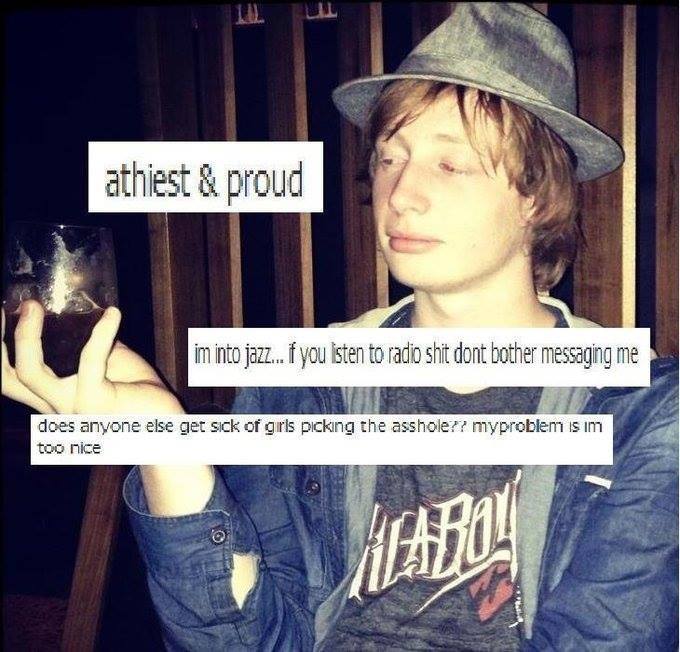 athiest & proud
im into jazz... if you listen to radio shit dont bother messaging me
does anyone else get sick of girls picking the asshole?? myproblem is im
too nice